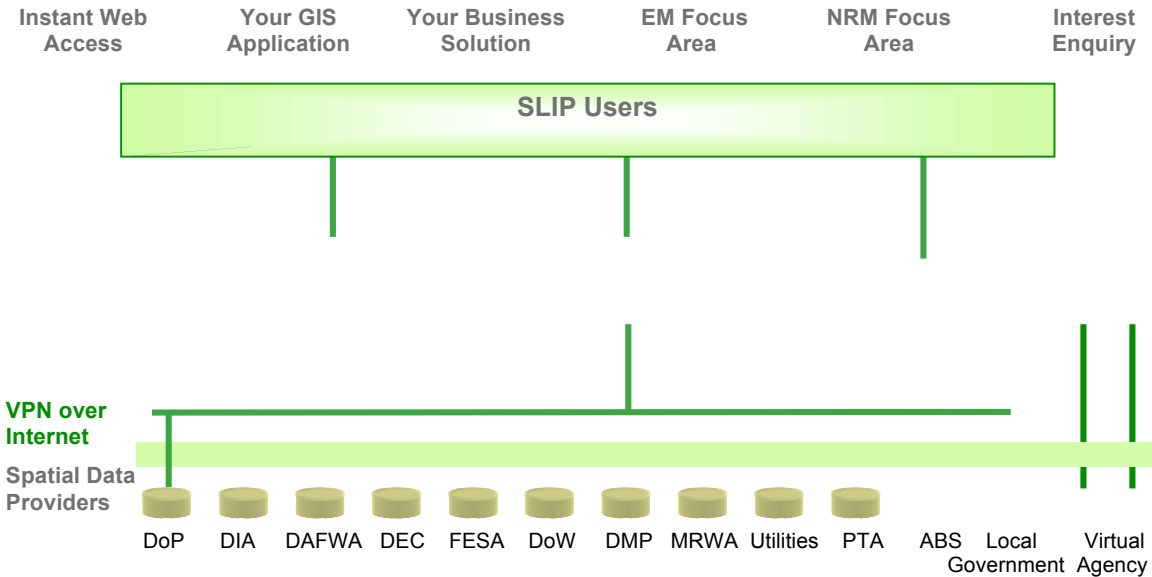 Instant Web Access
Your GIS Application
Your Business Solution
EM Focus Area
NRM Focus Area
Interest Enquiry
SLIP Users
VPN over
Internet
Spatial Data
Providers
DoP DIA DAFWA DEC FESA DoW DMP MRWA Utilities PTA ABS Local Government Virtual Agency